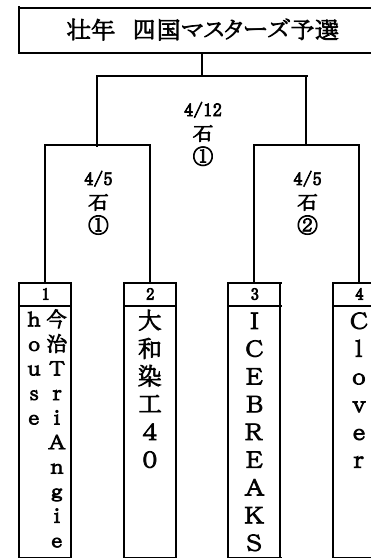 壮年 四国マスターズ予選
4/12
石
①
4/5
石
①
4/5
石
②
1
2
3
4
今治TriAngie
house
大和染工40
ICEBREAKS
Clover